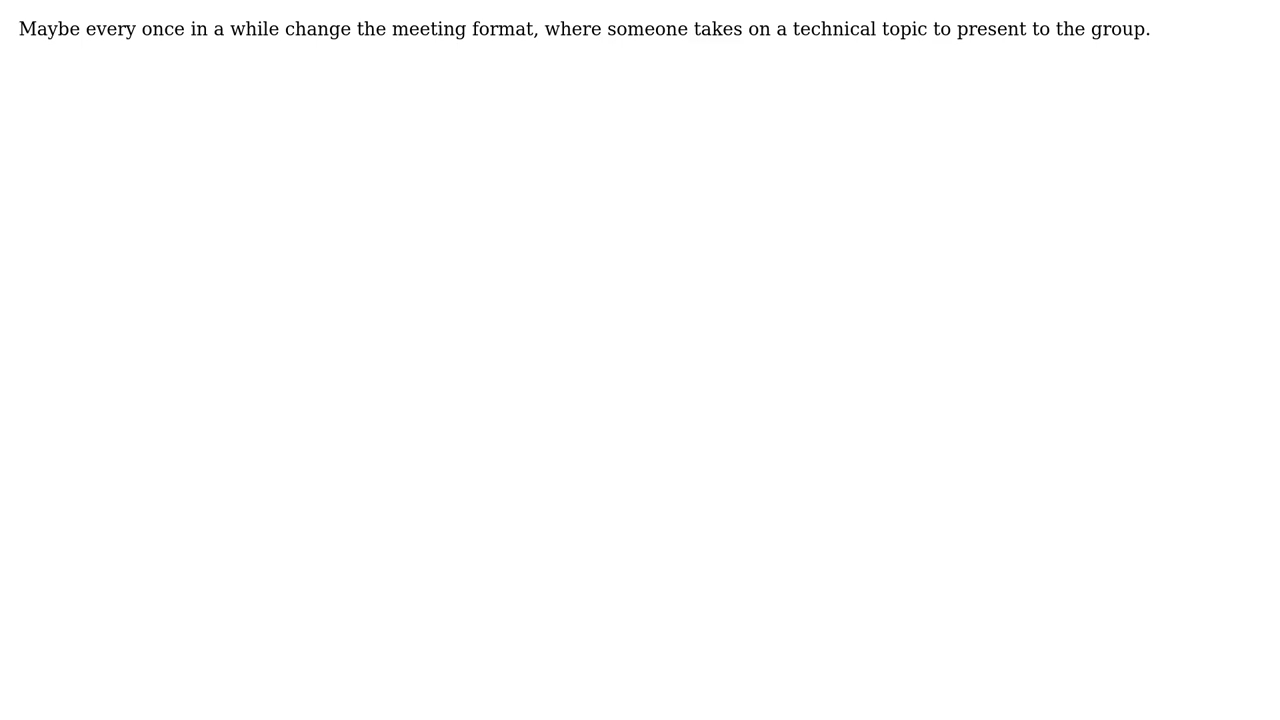 Maybe every once in a while change the meeting format, where someone takes on a technical topic to present to the group.